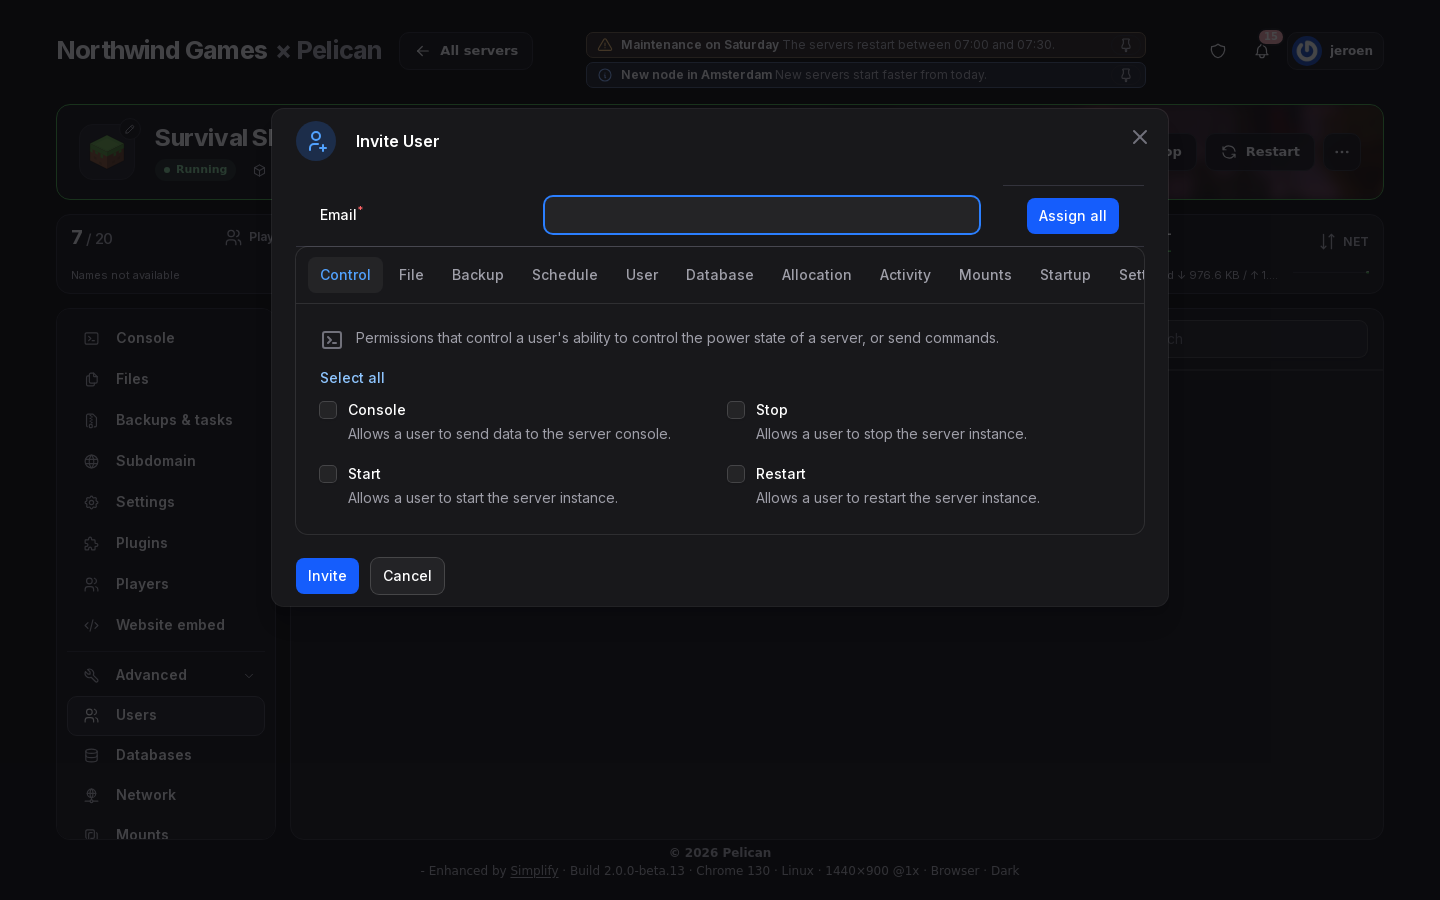 Northwind Games × Pelican
All servers
Maintenance on Saturday The servers restart between 07:00 and 07:30.
New node in Amsterdam New servers start faster from today.
15
jeroen
Survival
Running
Restart
Invite User
Email*
Assign all
7 / 20
Names not available
NET
↓ 976.6 KB / ↑ 1...
Control
File
Backup
Schedule
User
Database
Allocation
Activity
Mounts
Startup
Permissions that control a user's ability to control the power state of a server, or send commands.
Select all
Console
Allows a user to send data to the server console.
Stop
Allows a user to stop the server instance.
Start
Allows a user to start the server instance.
Restart
Allows a user to restart the server instance.
Invite
Cancel
Console
Files
Backups & tasks
Subdomain
Settings
Plugins
Players
Website embed
Advanced
Users
Databases
Network
Mounts
© 2026 Pelican
- Enhanced by Simplify · Build 2.0.0-beta.13 · Chrome 130 · Linux · 1440×900 @1x · Browser · Dark